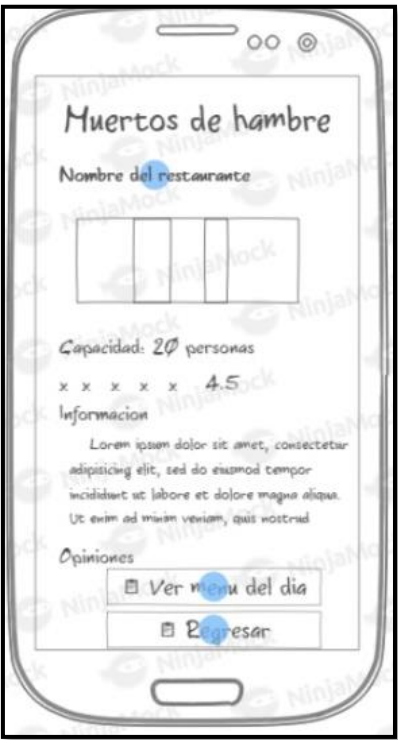 Muertos de hambre
Nombre del restaurante
Capacidad: 20 personas
x x x x x 4.5
Informacion
Lorem ipsum dolor sit amet, consectetur
adipisicing elit, sed do eiusmod tempor
incididunt ut labore et dolore magna aliqua.
Ut enim ad minim veniam, quis nostrud
Opiniones
Ver menu del dia
Regresar
NinjaMock